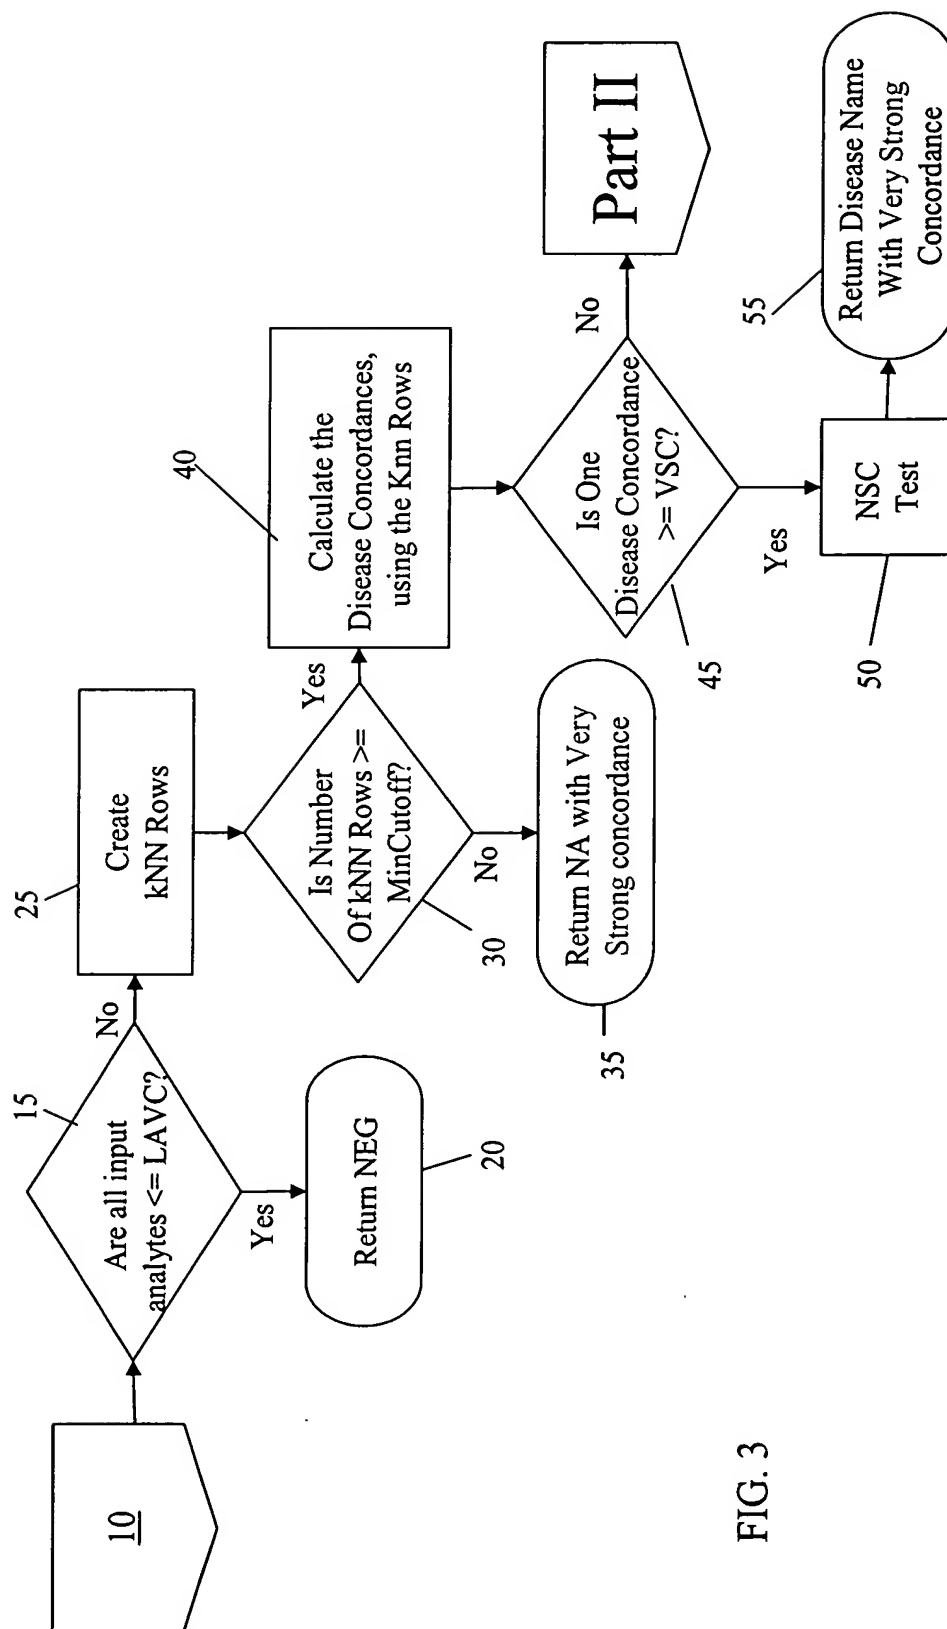 10
15
Are all input
analytes <= LAVC?
No
Yes
20
Return NEG
25
Create
kNN Rows
30
Is Number
Of kNN Rows >=
MinCutoff?
Yes
No
35
Return NA with Very
Strong concordance
40
Calculate the
Disease Concordances,
using the Knn Rows
45
Is One
Disease Concordance
>= VSC?
No
Yes
Part II
50
NSC
Test
55
Return Disease Name
With Very Strong
Concordance
FIG. 3